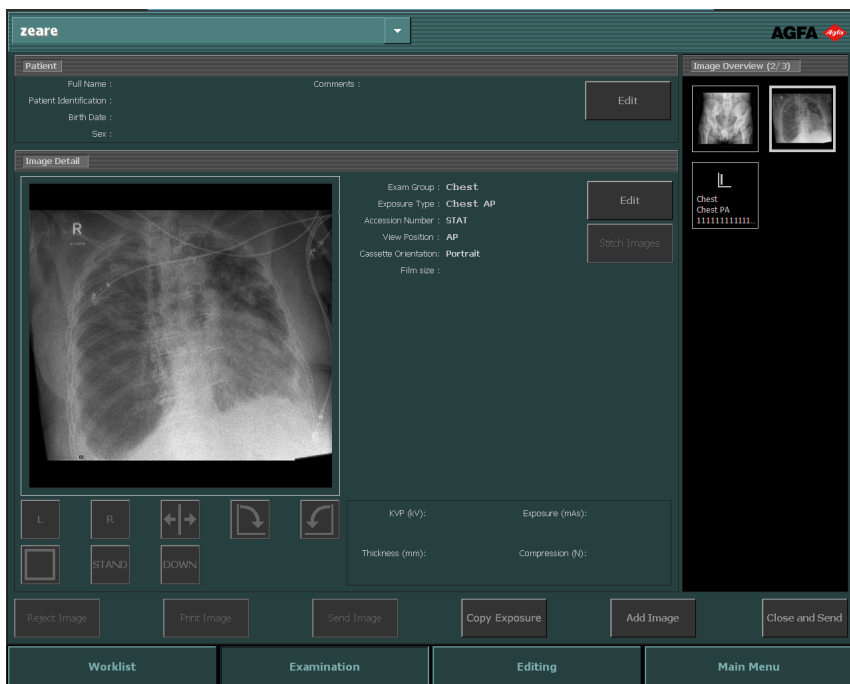 zeare
AGFA Agfa
Patient
Full Name :
Comments :
Patient Identification :
Birth Date :
Sex :
Edit
Image Overview (2/3)
Chest
Chest PA
111111111111...
Image Detail
R
Exam Group : Chest
Exposure Type : Chest AP
Accession Number : STAT
View Position : AP
Cassette Orientation: Portrait
Film size :
Edit
Stitch Images
L
R
STAND
DOWN
KVP (kV):
Exposure (mAs):
Thickness (mm):
Compression (N):
Reject Image
Print Image
Send Image
Copy Exposure
Add Image
Close and Send
Worklist
Examination
Editing
Main Menu